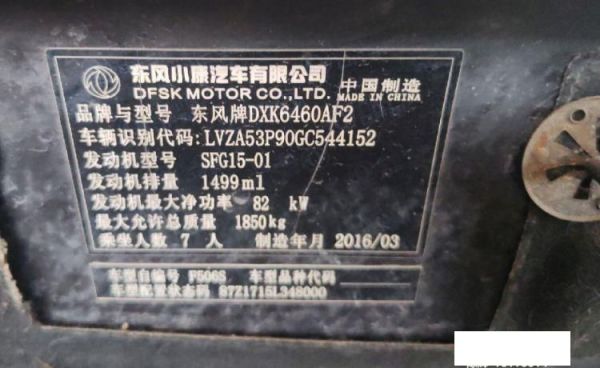 东风小康汽车有限公司
DFSK MOTOR CO.,LTD.
中国制造
MADE IN CHINA
品牌与型号 东风牌DXK6460AF2
车辆识别代码: LVZA53P90GC544152
发动机型号 SFG15-01
发动机排量 1499ml
发动机最大净功率 82 kW
最大允许总质量 1850kg
乘坐人数 7 人 制造年月 2016/03
车型自编号 F506S 车型品种代码
车型配置状态码 S7Z1715L348000